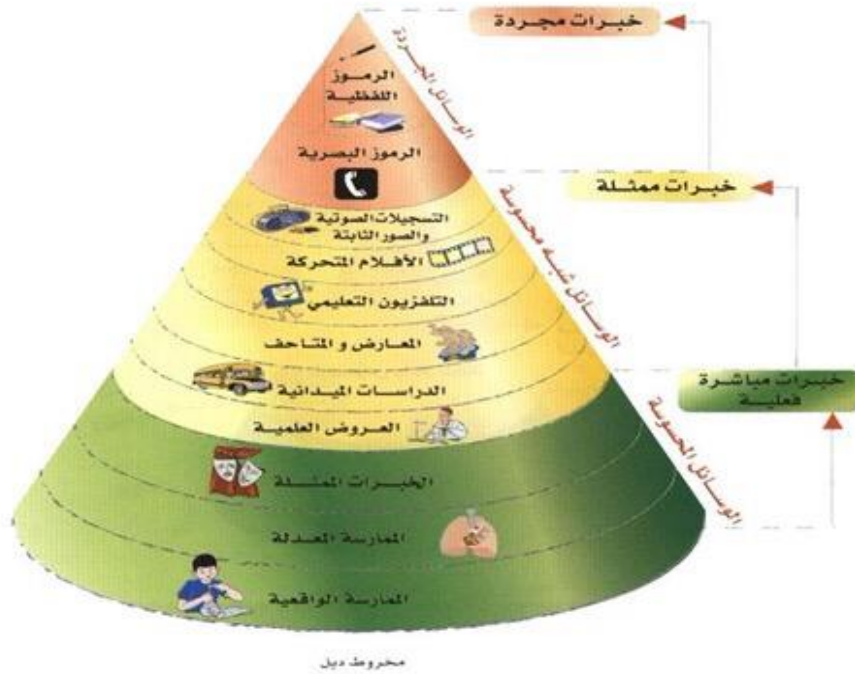 خبرات مجردة
الرموز
اللفظية
الوسائل المجردة
الرموز البصرية
خبرات ممثلة
التسجيلات الصوتية
والصور الثابتة
الأفلام المتحركة
الوسائل شبه محسوسة
التلفزيون التعليمي
المعارض و المتاحف
خبرات مباشرة
فعلية
الدراسات الميدانية
العروض العلمية
الوسائل المحسوسة
الخبرات الممثلة
الممارسة المعدلة
الممارسة الواقعية
مخروط ديل